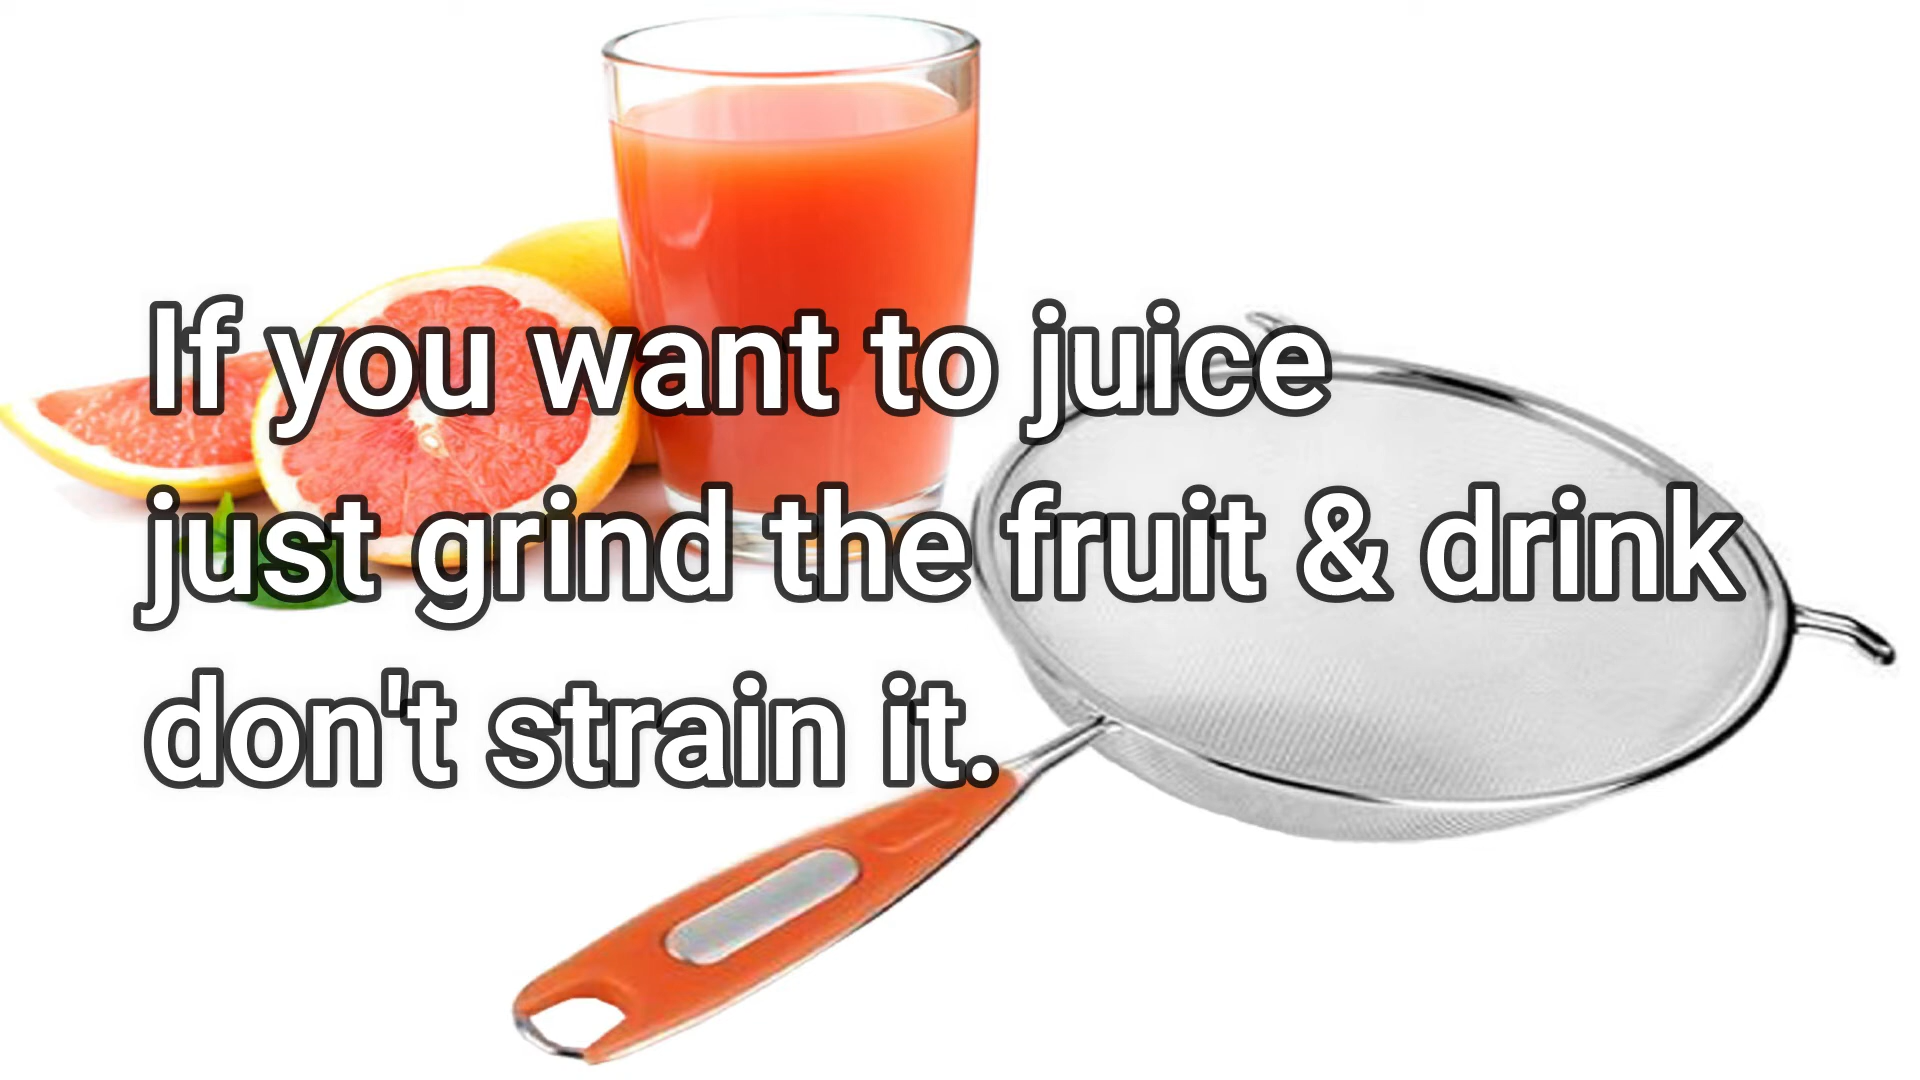 If you want to juice
just grind the fruit & drink
don't strain it.